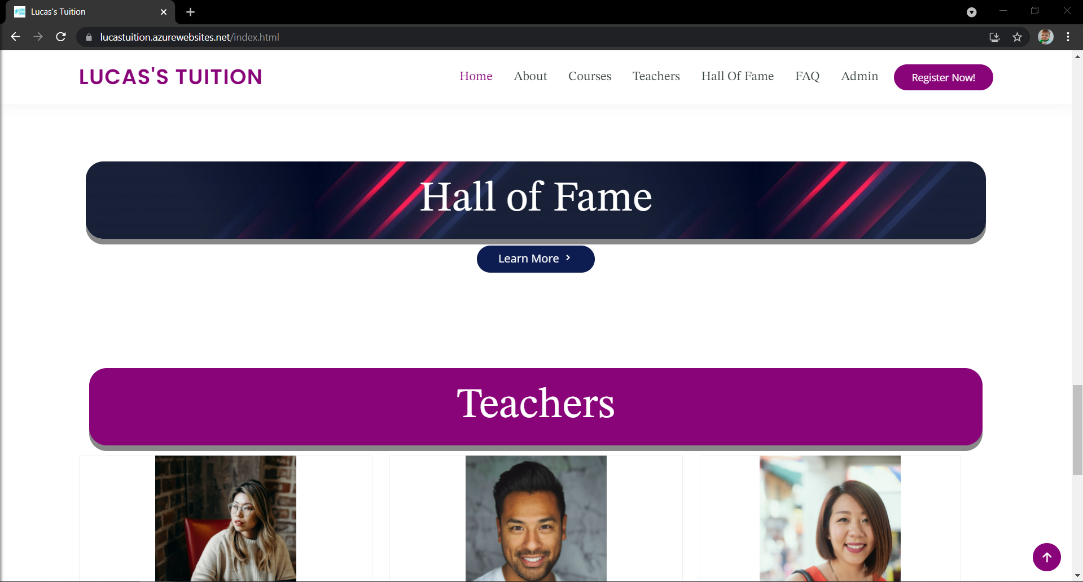 Lucas's Tuition
lucastuition.azurewebsites.net/index.html
LUCAS'S TUITION
Home About Courses Teachers Hall Of Fame FAQ Admin Register Now!
Hall of Fame
Learn More
Teachers